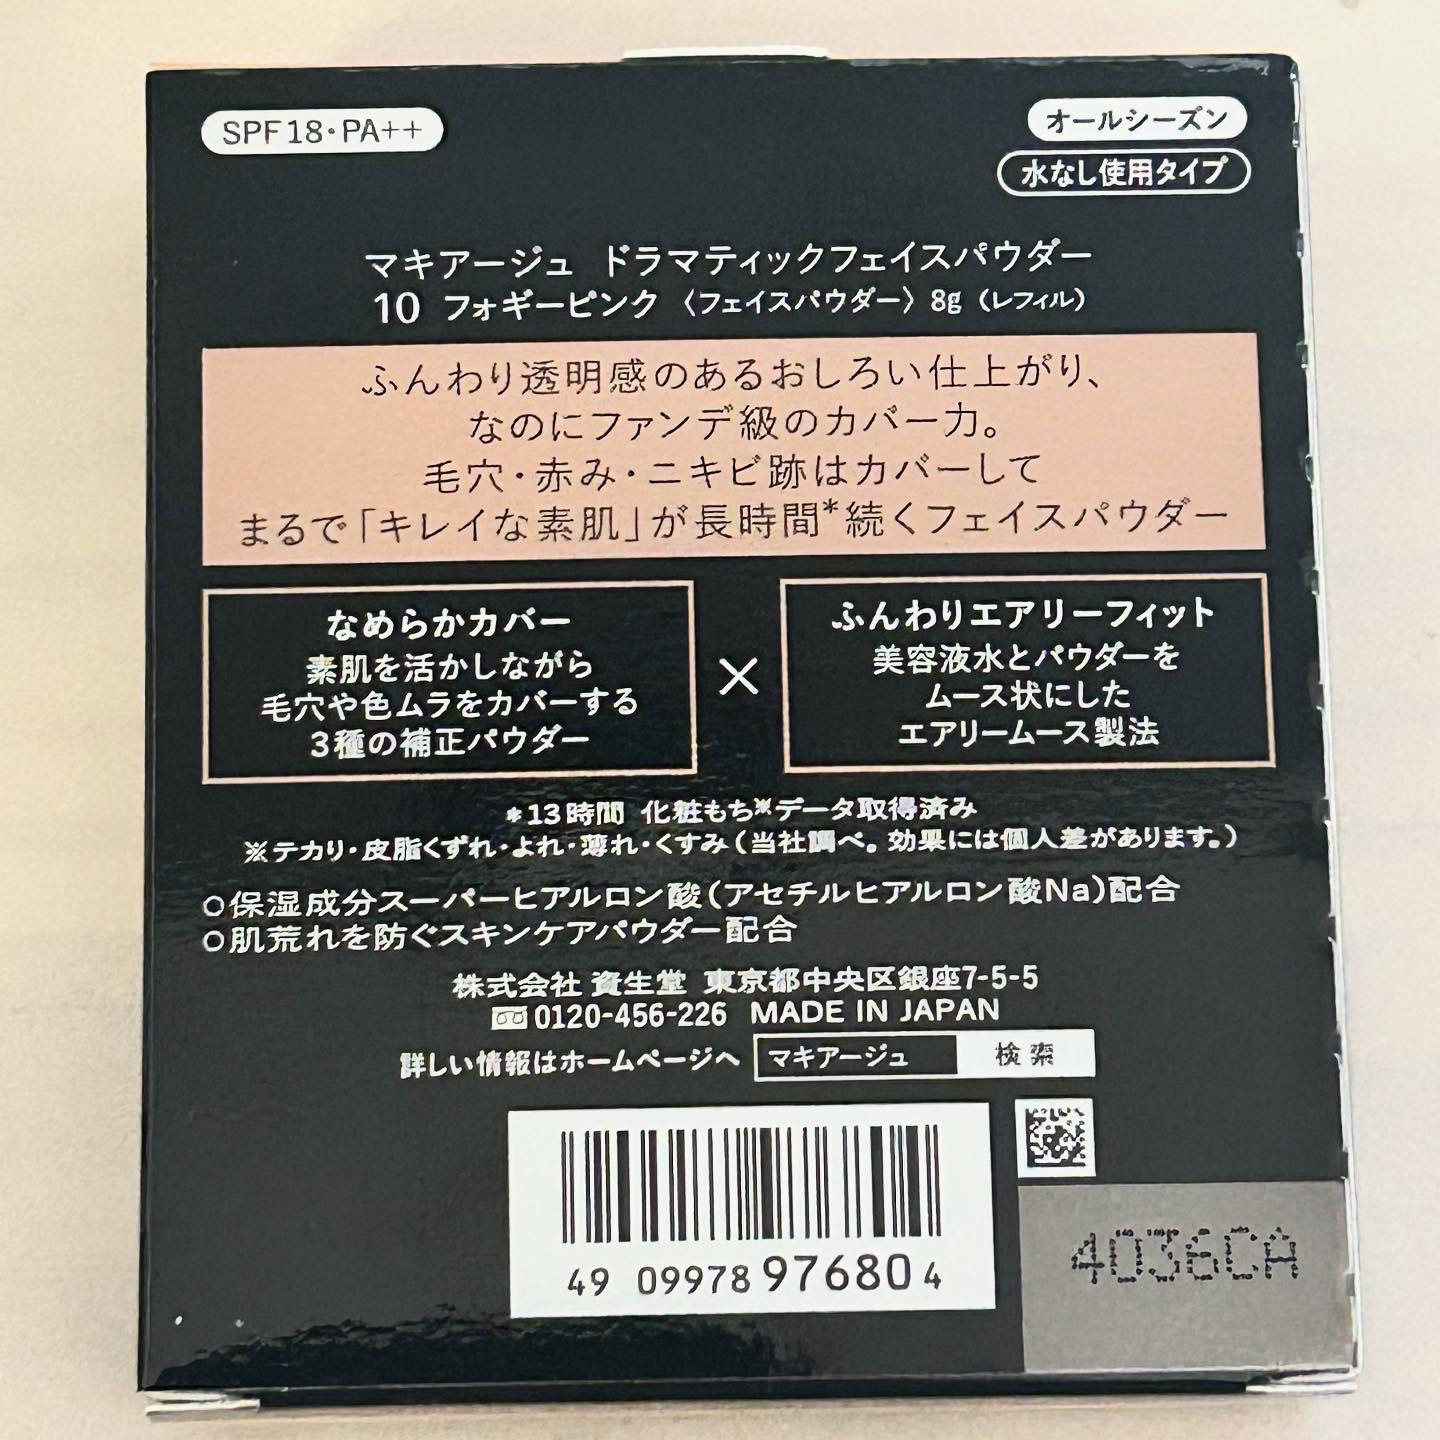 SPF18・PA++
オールシーズン
水なし使用タイプ
マキアージュ ドラマティックフェイスパウダー
10 フォギーピンク 〈フェイスパウダー〉 8g (レフィル)
ふんわり透明感のあるおしろい仕上がり、
なのにファンデ級のカバー力。
毛穴・赤み・ニキビ跡はカバーして
まるで「キレイな素肌」が長時間*続くフェイスパウダー
なめらかカバー
素肌を活かしながら
毛穴や色ムラをカバーする
3種の補正パウダー
×
ふんわりエアリーフィット
美容液水とパウダーを
ムース状にした
エアリームース製法
*13時間 化粧もち※データ取得済み
※テカリ・皮脂くずれ・よれ・薄れ・くすみ(当社調べ。効果には個人差があります。)
○保湿成分スーパーヒアルロン酸(アセチルヒアルロン酸Na)配合
○肌荒れを防ぐスキンケアパウダー配合
株式会社 資生堂 東京都中央区銀座7-5-5
0120-456-226 MADE IN JAPAN
詳しい情報はホームページへ マキアージュ 検索
49 09978 97680 4
4036CA